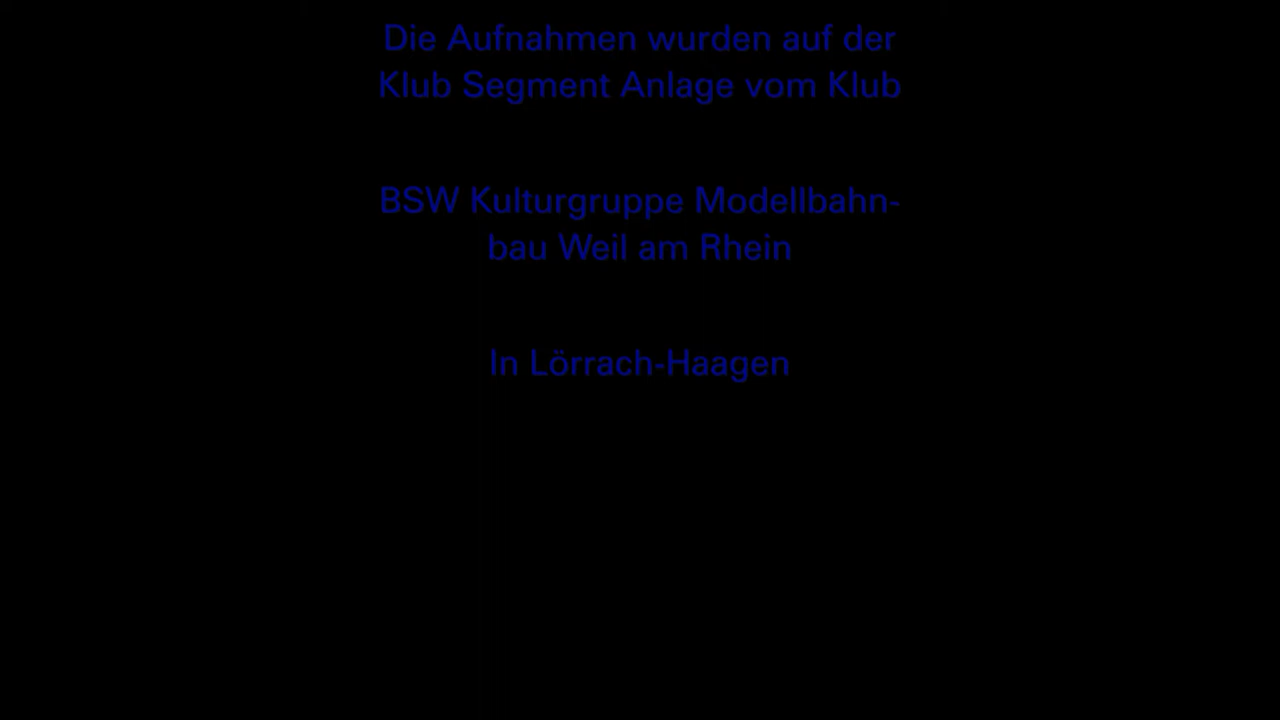 Die Aufnahmen wurden auf der
Klub Segment Anlage vom Klub
BSW Kulturgruppe Modellbahn-
bau Weil am Rhein
In Lörrach-Haagen